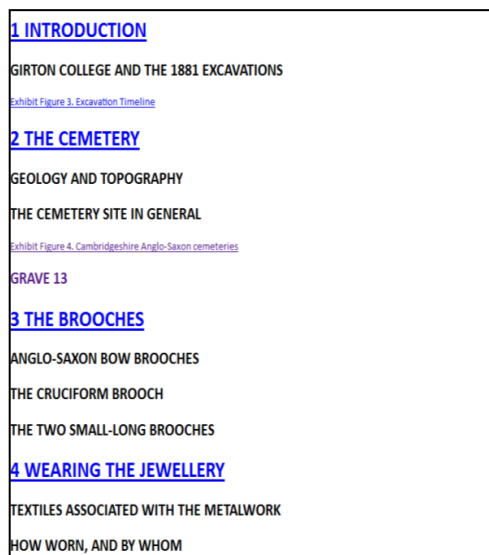 1 INTRODUCTION
GIRTON COLLEGE AND THE 1881 EXCAVATIONS
Exhibit Figure 3. Excavation Timeline
2 THE CEMETERY
GEOLOGY AND TOPOGRAPHY
THE CEMETERY SITE IN GENERAL
Exhibit Figure 4. Cambridgeshire Anglo-Saxon cemeteries
GRAVE 13
3 THE BROOCHES
ANGLO-SAXON BOW BROOCHES
THE CRUCIFORM BROOCH
THE TWO SMALL-LONG BROOCHES
4 WEARING THE JEWELLERY
TEXTILES ASSOCIATED WITH THE METALWORK
HOW WORN, AND BY WHOM